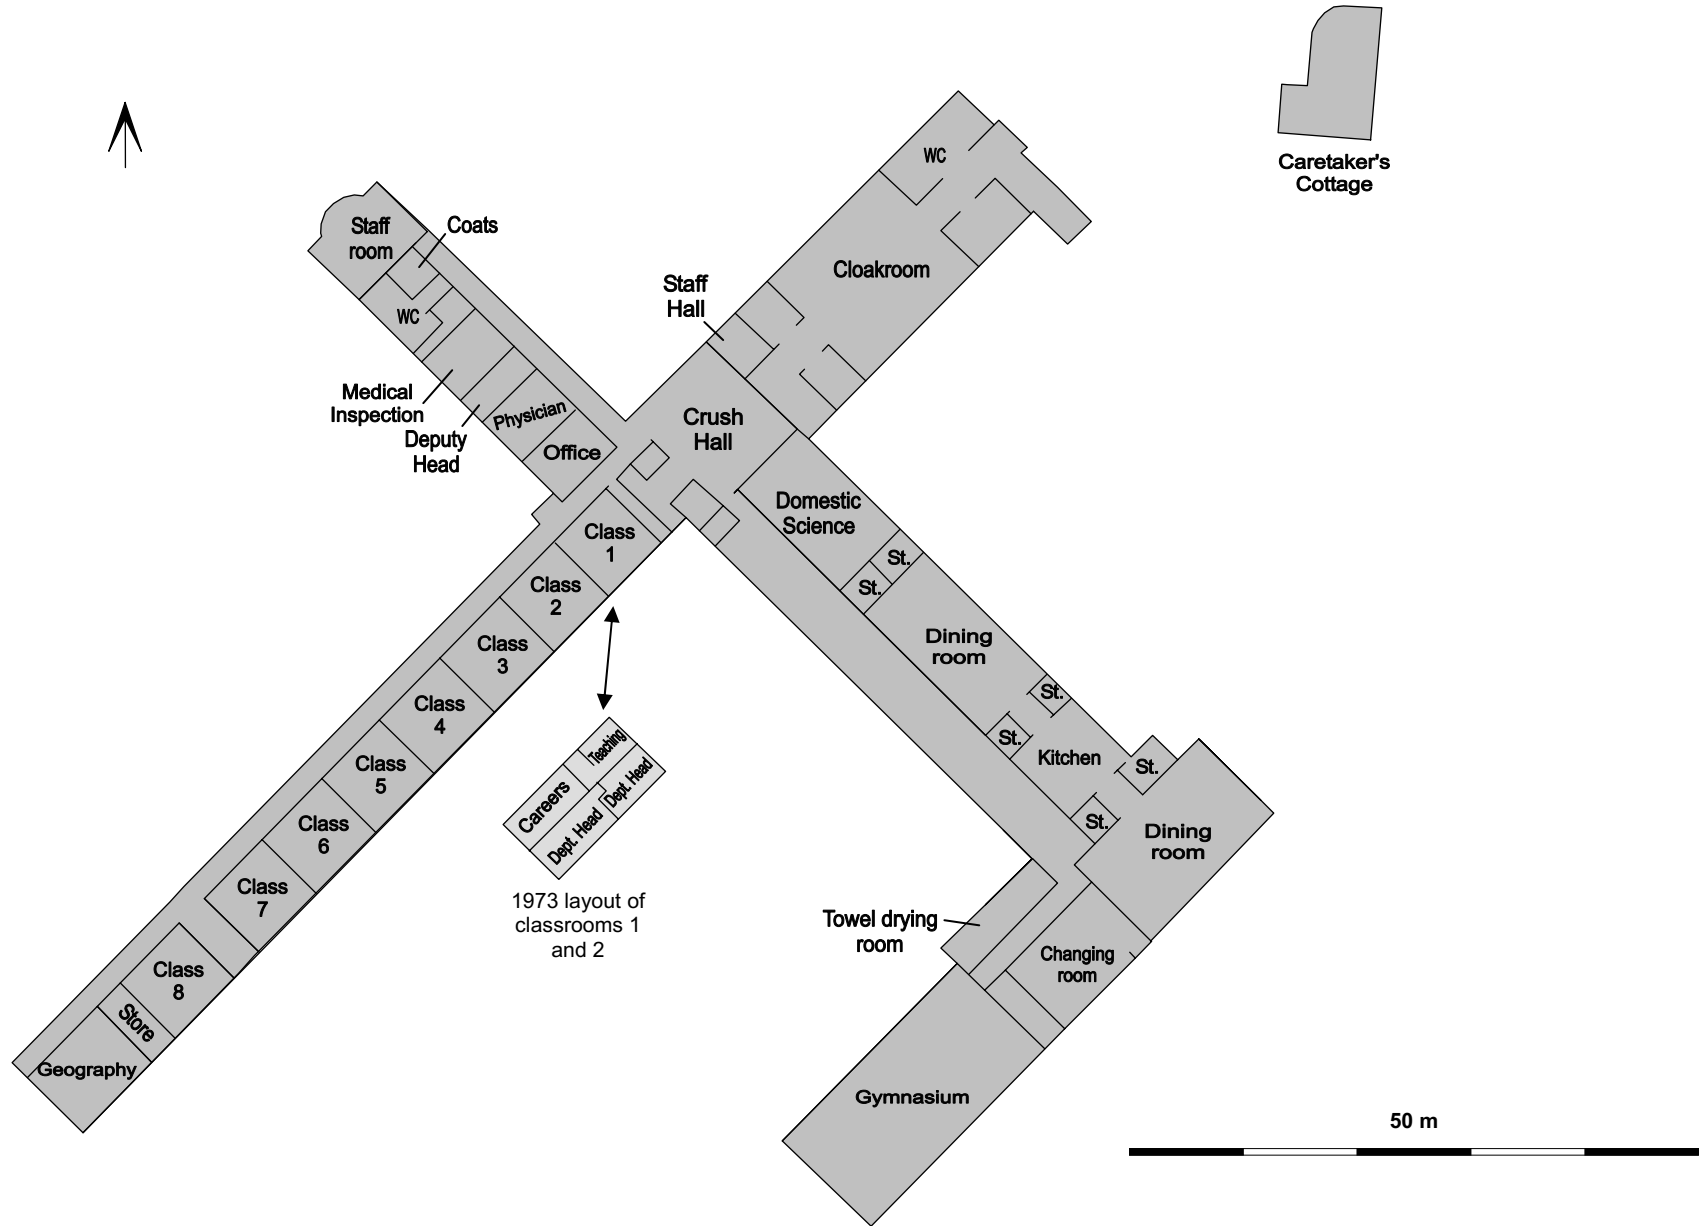 Caretaker's
Cottage
WC
Staff
room
Coats
Cloakroom
Staff
Hall
WC
Medical
Inspection
Deputy
Head
Physician
Office
Crush
Hall
Domestic
Science
St.
St.
Class
1
Class
2
Class
3
Class
4
Class
5
Class
6
Class
7
Class
8
Store
Geography
Dining
room
St.
St.
Kitchen
St.
St.
Dining
room
Teaching
Careers
Dept. Head
Dept. Head
1973 layout of
classrooms 1
and 2
Towel drying
room
Changing
room
Gymnasium
50 m